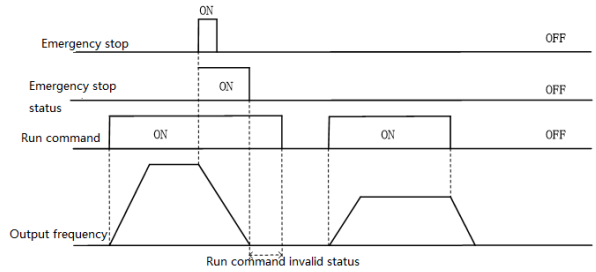 ON
Emergency stop
OFF
Emergency stop
status
ON
OFF
Run command
ON
ON
OFF
Output frequency
Run command invalid status